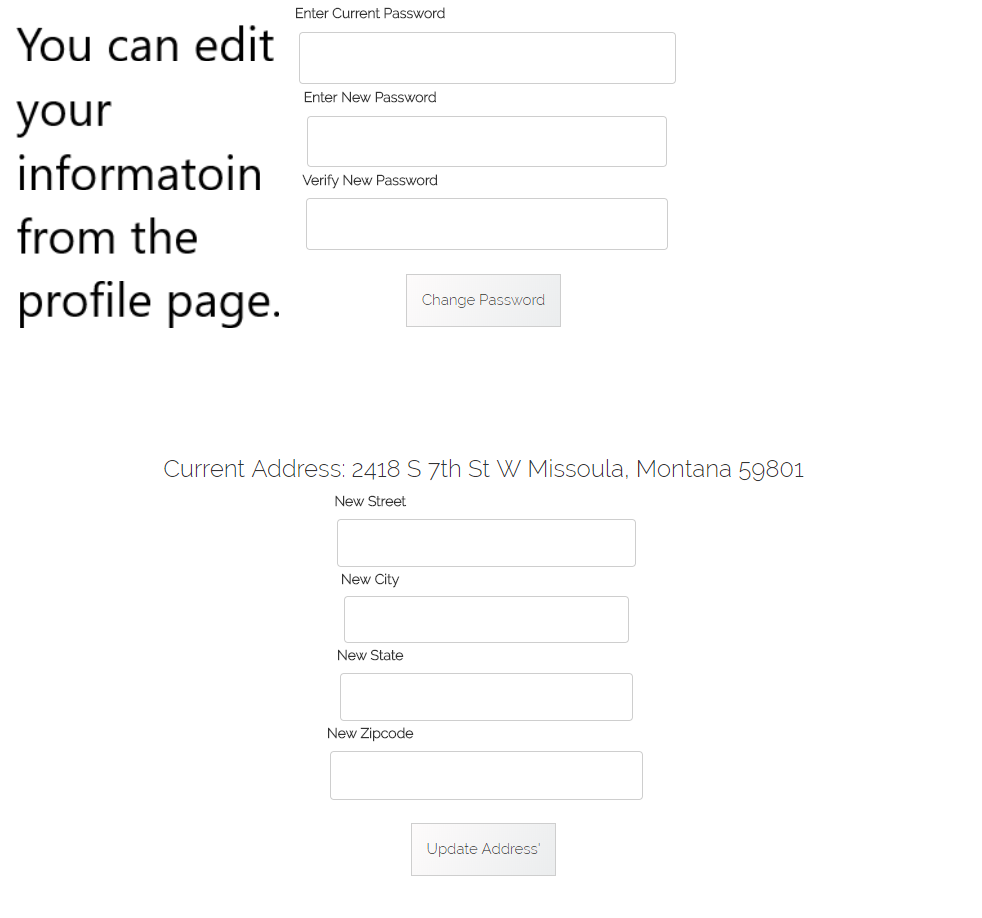 You can edit
your
informatoin
from the
profile page.
Enter Current Password
Enter New Password
Verify New Password
Change Password
Current Address: 2418 S 7th St W Missoula, Montana 59801
New Street
New City
New State
New Zipcode
Update Address'